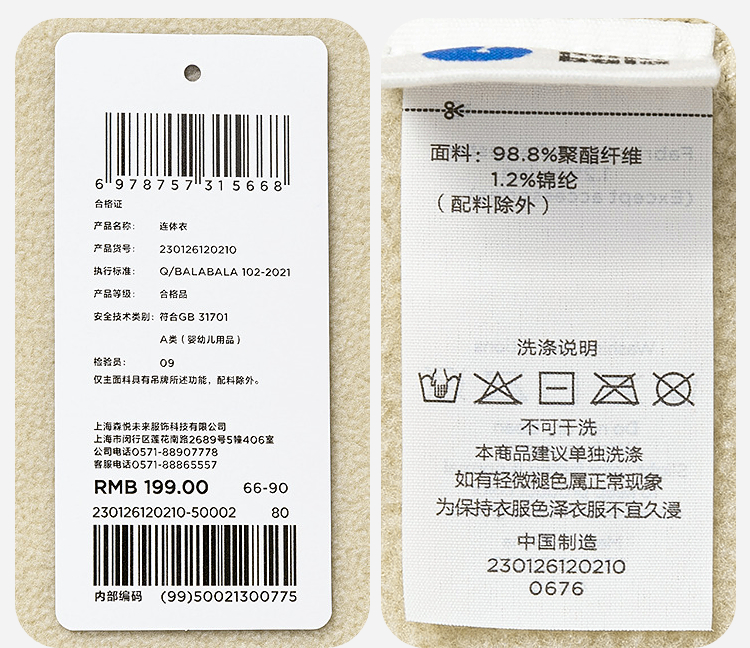 6 978757 315668
合格证
产品名称: 连体衣
产品货号: 230126120210
执行标准: Q/BALABALA 102-2021
产品等级: 合格品
安全技术类别: 符合GB 31701
A类（婴幼儿用品）
检验员: 09
仅主面料具有吊牌所述功能，配料除外。
上海森悦未来服饰科技有限公司
上海市闵行区莲花南路2689号5幢406室
公司电话0571-88907778
客服电话0571-88865557
RMB 199.00 66-90
230126120210-50002 80
内部编码 (99)50021300775
面料：98.8%聚酯纤维
1.2%锦纶
（配料除外）
洗涤说明
不可干洗
本商品建议单独洗涤
如有轻微褪色属正常现象
为保持衣服色泽衣服不宜久浸
中国制造
230126120210
0676